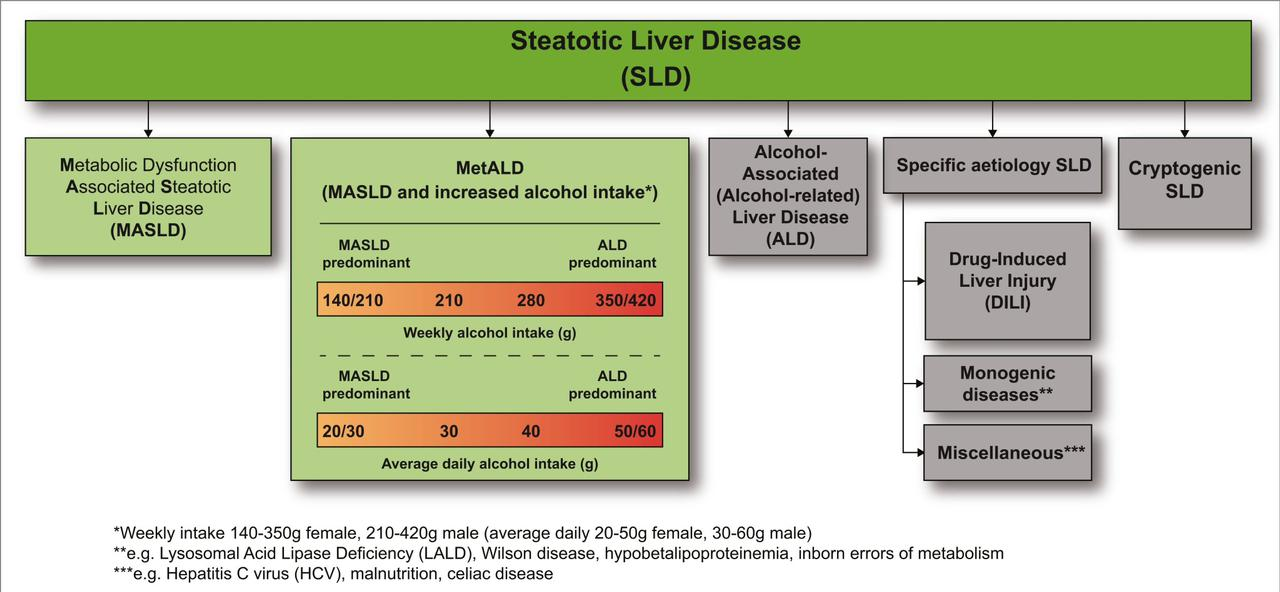 Steatotic Liver Disease
(SLD)
Metabolic Dysfunction
Associated Steatotic
Liver Disease
(MASLD)
MetALD
(MASLD and increased alcohol intake*)
MASLD predominant
ALD predominant
140/210 210 280 350/420
Weekly alcohol intake (g)
MASLD predominant
ALD predominant
20/30 30 40 50/60
Average daily alcohol intake (g)
Alcohol-
Associated
(Alcohol-related)
Liver Disease
(ALD)
Specific aetiology SLD
Drug-Induced
Liver Injury
(DILI)
Monogenic
diseases**
Miscellaneous***
Cryptogenic
SLD
*Weekly intake 140-350g female, 210-420g male (average daily 20-50g female, 30-60g male)
**e.g. Lysosomal Acid Lipase Deficiency (LALD), Wilson disease, hypobetalipoproteinemia, inborn errors of metabolism
***e.g. Hepatitis C virus (HCV), malnutrition, celiac disease